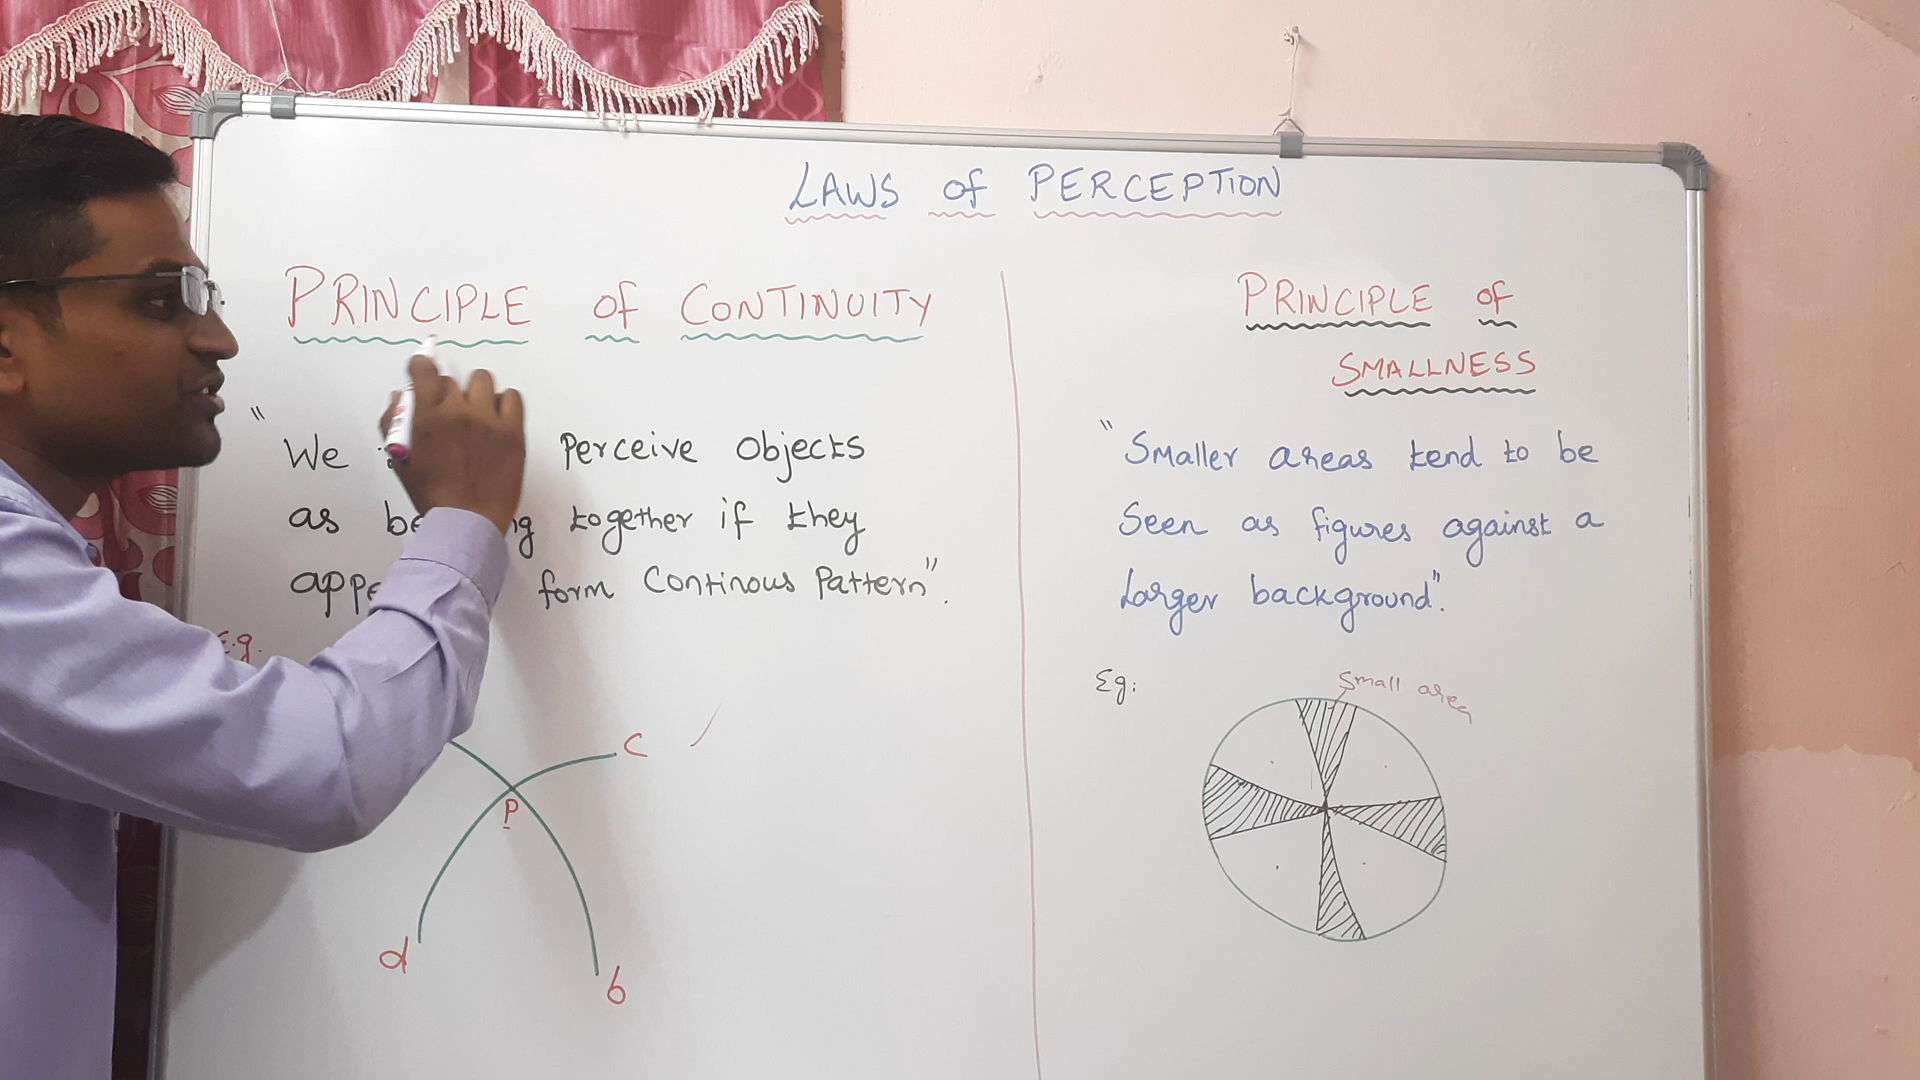 LAWS of PERCEPTION
PRINCIPLE of CONTINUITY
"We Perceive Objects
as together if they
form Continous Pattern".
E.g.
c
P
d
b
PRINCIPLE of
SMALLNESS
"Smaller areas tend to be
Seen as figures against a
Larger background".
Eg:
Small area